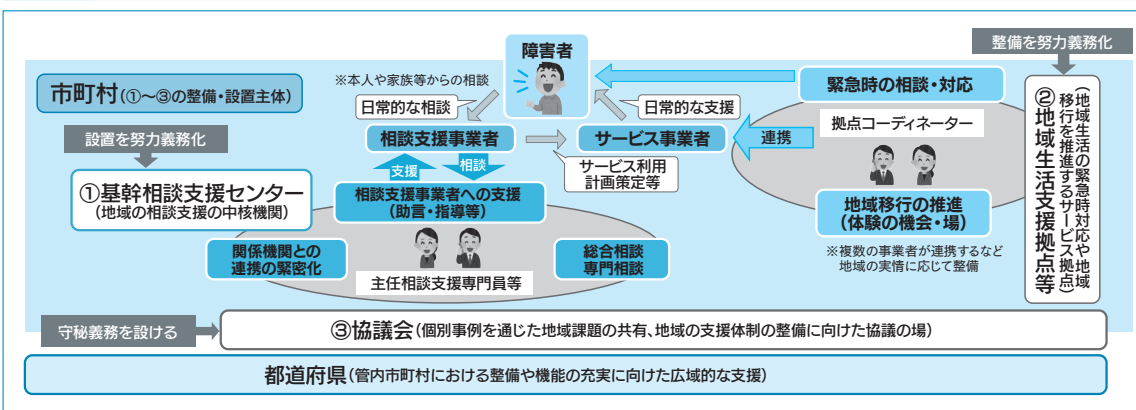 整備を努力義務化
障害者
市町村(①〜③の整備・設置主体)
※本人や家族等からの相談
日常的な相談
日常的な支援
緊急時の相談・対応
設置を努力義務化
相談支援事業者
サービス事業者
連携
拠点コーディネーター
支援
相談
サービス利用
計画策定等
①基幹相談支援センター
(地域の相談支援の中核機関)
相談支援事業者への支援
(助言・指導等)
地域移行の推進
(体験の機会・場)
関係機関との
連携の緊密化
総合相談
専門相談
主任相談支援専門員等
※複数の事業者が連携するなど
地域の実情に応じて整備
②地域生活支援拠点等
(地域生活の緊急時対応や地域
移行を推進するサービス拠点)
守秘義務を設ける
③協議会(個別事例を通じた地域課題の共有、地域の支援体制の整備に向けた協議の場)
都道府県(管内市町村における整備や機能の充実に向けた広域的な支援)